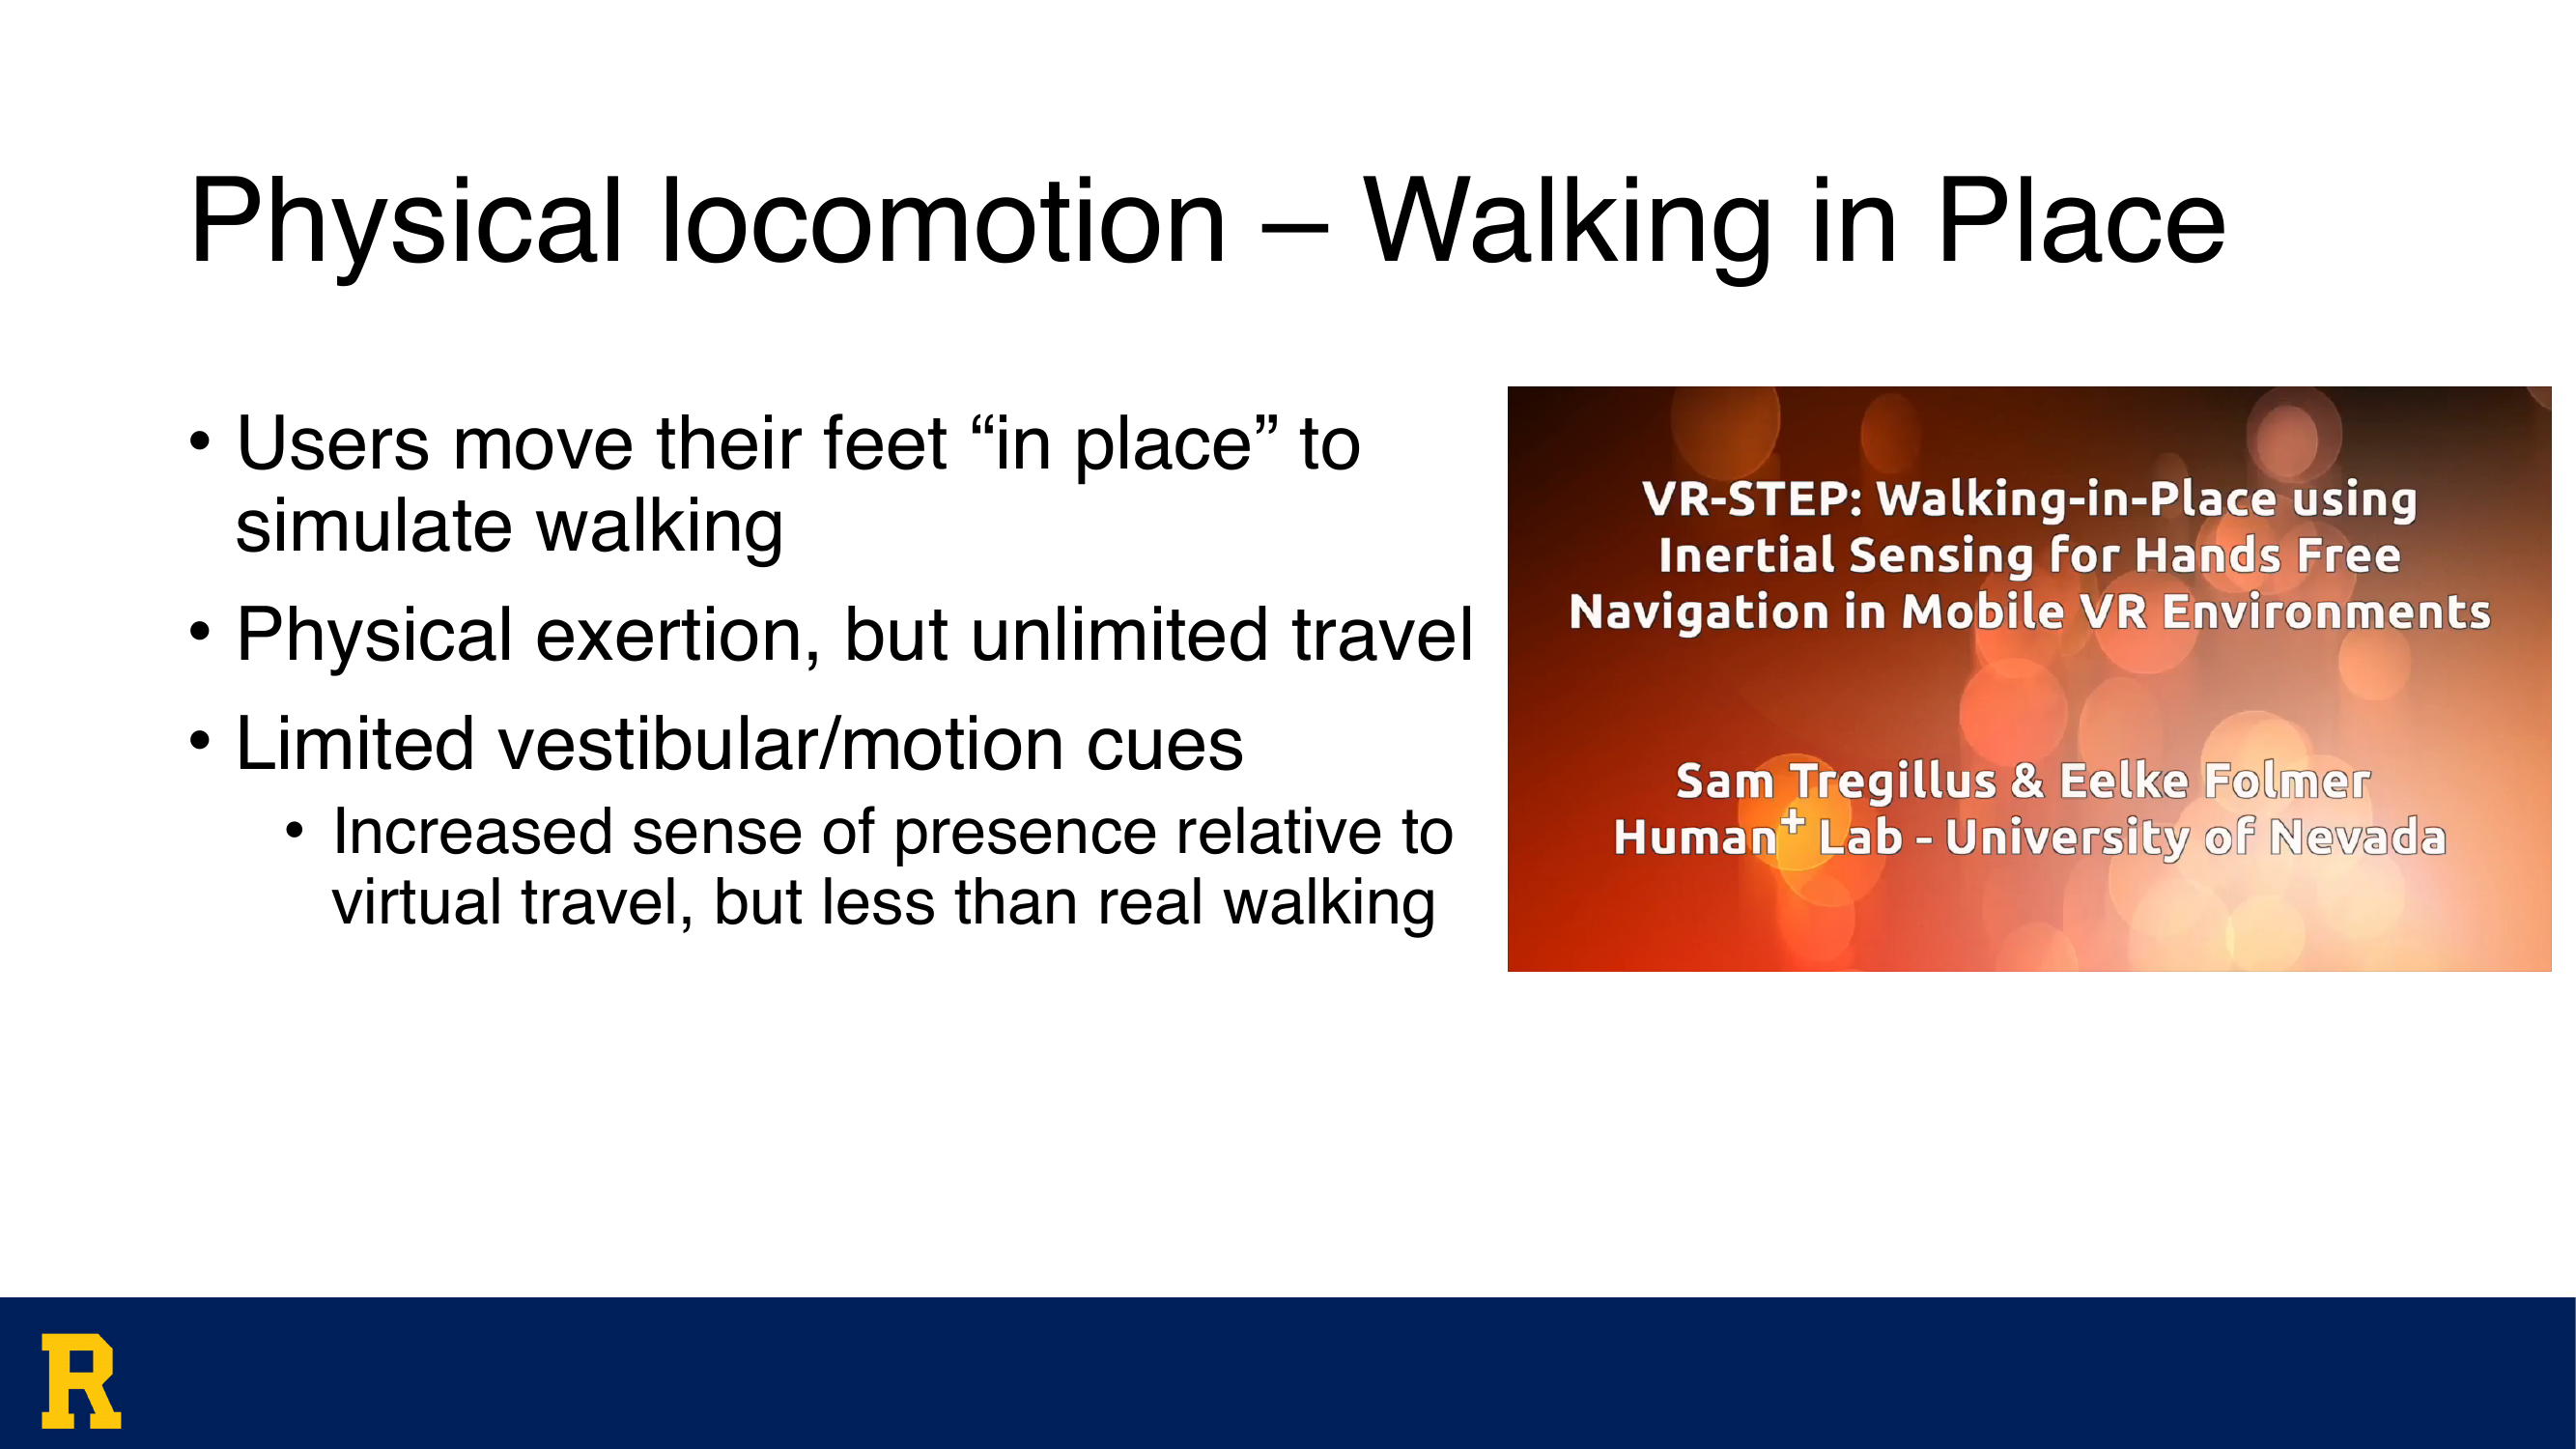 Physical locomotion – Walking in Place
• Users move their feet “in place” to
simulate walking
• Physical exertion, but unlimited travel
• Limited vestibular/motion cues
• Increased sense of presence relative to
virtual travel, but less than real walking
VR-STEP: Walking-in-Place using
Inertial Sensing for Hands Free
Navigation in Mobile VR Environments
Sam Tregillus & Eelke Folmer
Human⁺ Lab - University of Nevada
R